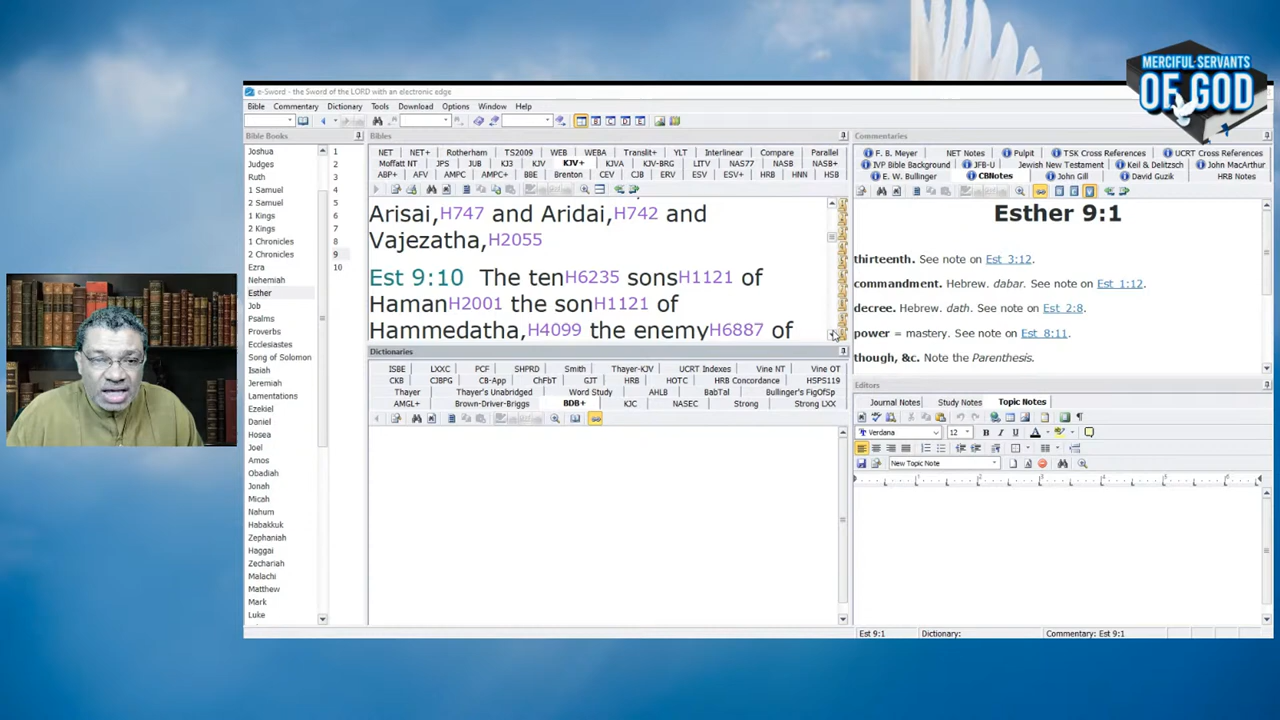 MERCIFUL SERVANTS
OF GOD
e-Sword - the Sword of the LORD with an electronic edge
Bible Commentary Dictionary Tools Download Options Window Help
Bible Books
Joshua
Judges
Ruth
1 Samuel
2 Samuel
1 Kings
2 Kings
1 Chronicles
2 Chronicles
Ezra
Nehemiah
Esther
Job
Psalms
Proverbs
Ecclesiastes
Song of Solomon
Isaiah
Jeremiah
Lamentations
Ezekiel
Daniel
Hosea
Joel
Amos
Obadiah
Jonah
Micah
Nahum
Habakkuk
Zephaniah
Haggai
Zechariah
Malachi
Matthew
Mark
Luke
1
2
3
4
5
6
7
8
9
10
Bibles
NET NET+ Rotherham TS2009 WEB WEBA Translit+ YLT Interlinear Compare Parallel
Moffatt NT JPS JUB KJ3 KJV KJV+ KJVA KJV-BRG LITV NAS77 NASB NASB+
ABP+ AFV AMPC AMPC+ BBE Brenton CEV CJB ERV ESV ESV+ HRB HNN HSB
Arisai,H747 and Aridai,H742 and
Vajezatha,H2055
Est 9:10 The tenH6235 sonsH1121 of
HamanH2001 the sonH1121 of
Hammedatha,H4099 the enemyH6887 of
Dictionaries
ISBE LXXC PCF SHPRD Smith Thayer-KJV UCRT Indexes Vine NT Vine OT
CKB CJBPG CB-App ChFbT GJT HRB HOTC HRB Concordance HSPS119
Thayer Thayer's Unabridged Word Study AHLB BabTal Bullinger's FigOfSp
AMGL+ Brown-Driver-Briggs BDB+ KJC NASEC Strong Strong LXX
Commentaries
F. B. Meyer NET Notes Pulpit TSK Cross References UCRT Cross References
IVP Bible Background JFB-U Jewish New Testament Keil & Delitzsch John MacArthur
E. W. Bullinger CBNotes John Gill David Guzik HRB Notes
Esther 9:1
thirteenth. See note on Est_3:12.
commandment. Hebrew. dabar. See note on Est_1:12.
decree. Hebrew. dath. See note on Est_2:8.
power = mastery. See note on Est_8:11.
though, &c. Note the Parenthesis.
Editors
Journal Notes Study Notes Topic Notes
Verdana 12 B I U A
New Topic Note
Est 9:1 Dictionary: Commentary: Est 9:1